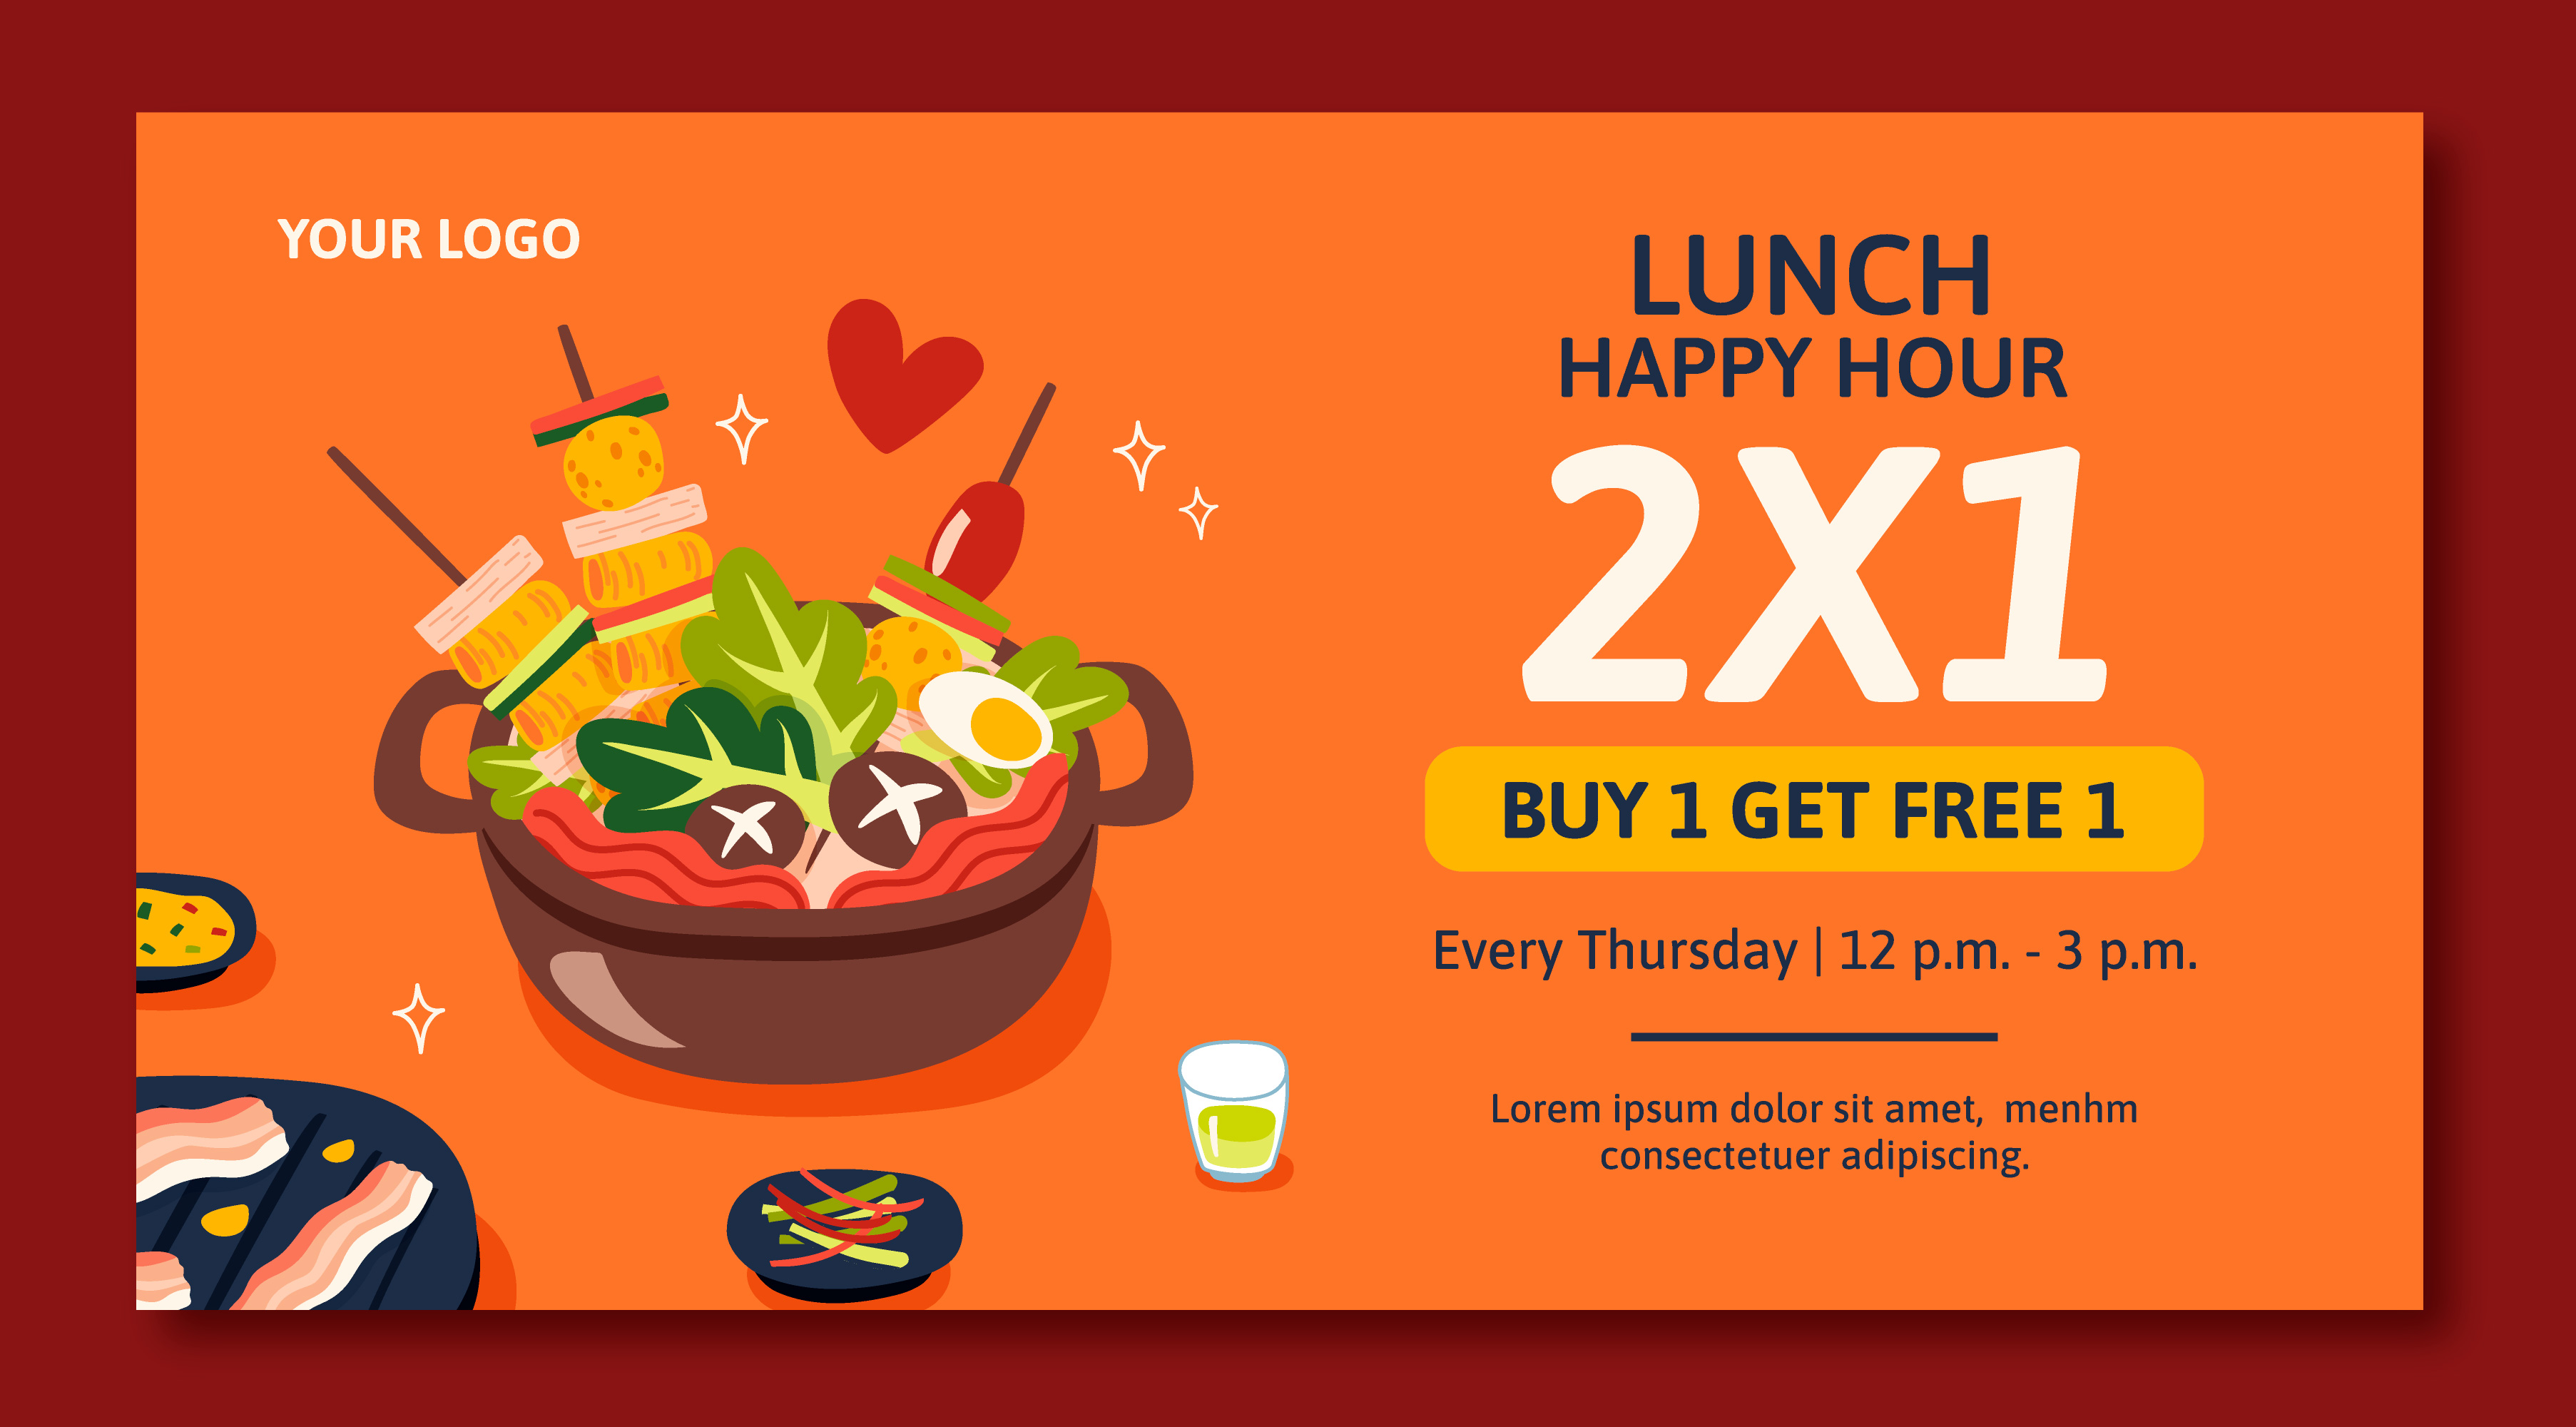 YOUR LOGO
LUNCH
HAPPY HOUR
2X1
BUY 1 GET FREE 1
Every Thursday | 12 p.m. - 3 p.m.
Lorem ipsum dolor sit amet,  menhm
consectetuer adipiscing.